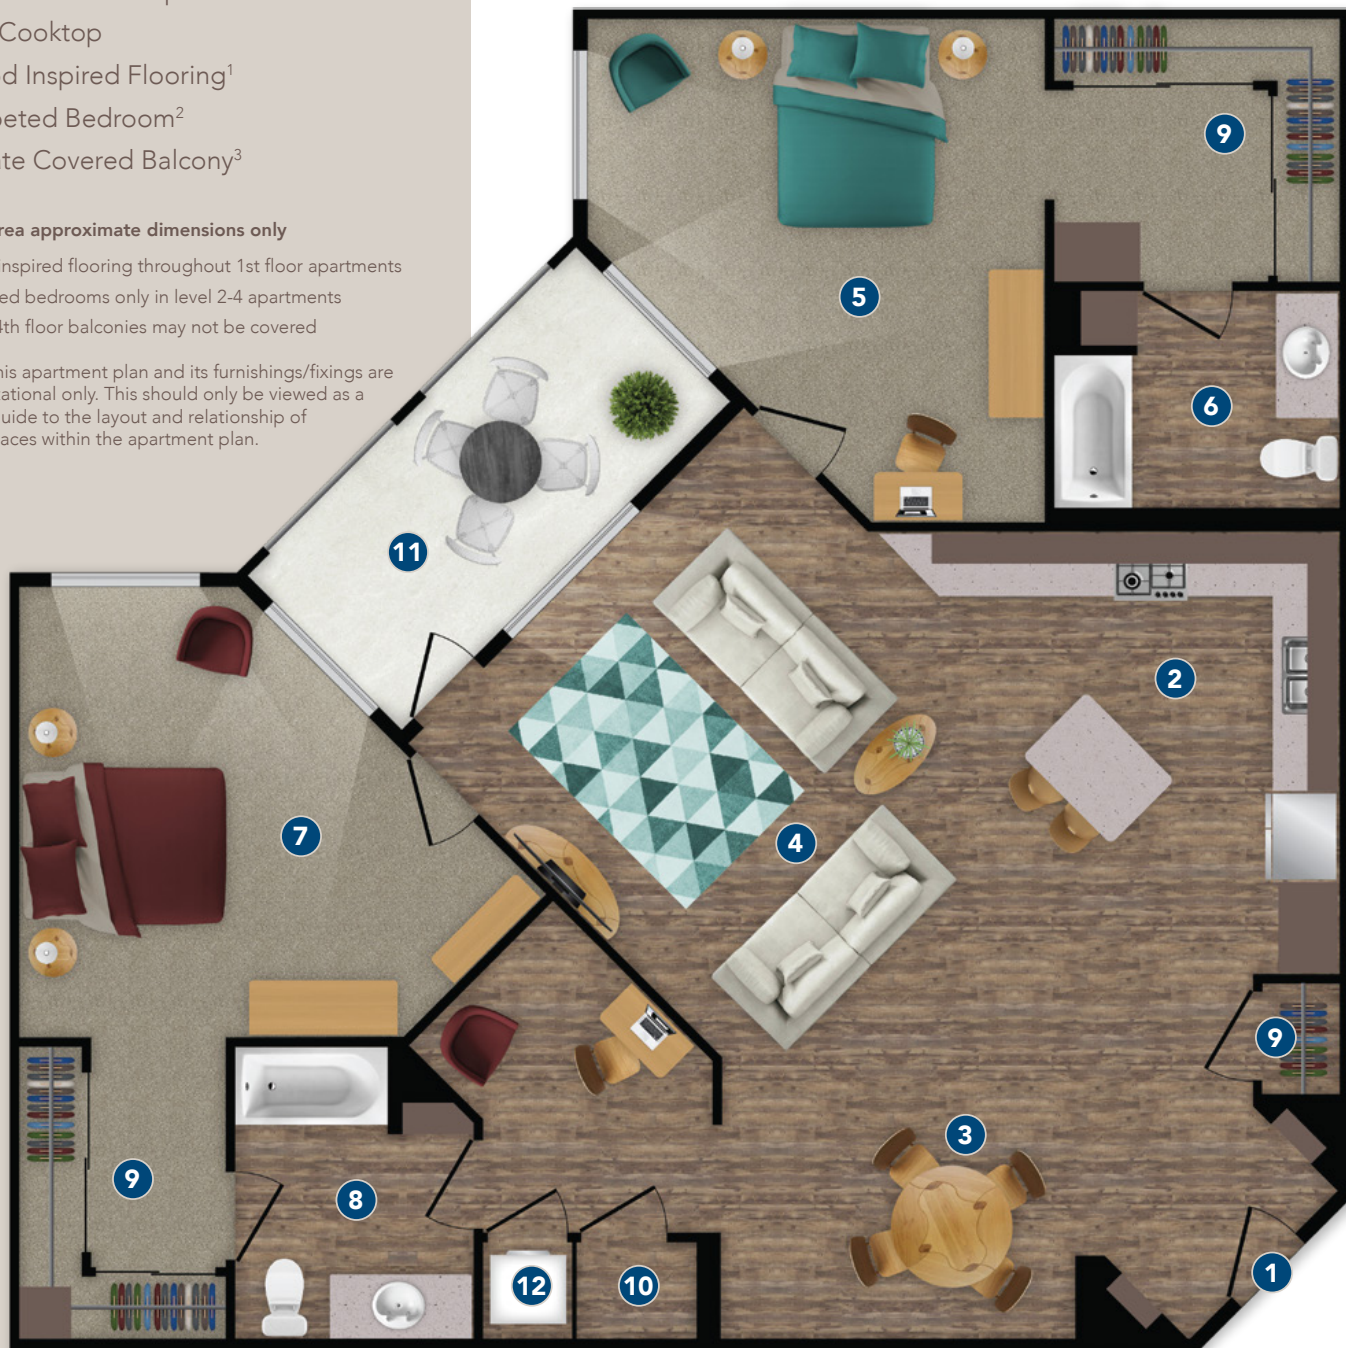 Cooktop
d Inspired Flooring1
peted Bedroom2
te Covered Balcony3
rea approximate dimensions only
inspired flooring throughout 1st floor apartments
ed bedrooms only in level 2-4 apartments
4th floor balconies may not be covered
his apartment plan and its furnishings/fixings are
tational only. This should only be viewed as a
uide to the layout and relationship of
aces within the apartment plan.
9
5
6
11
2
7
4
9
3
9
8
12
10
1